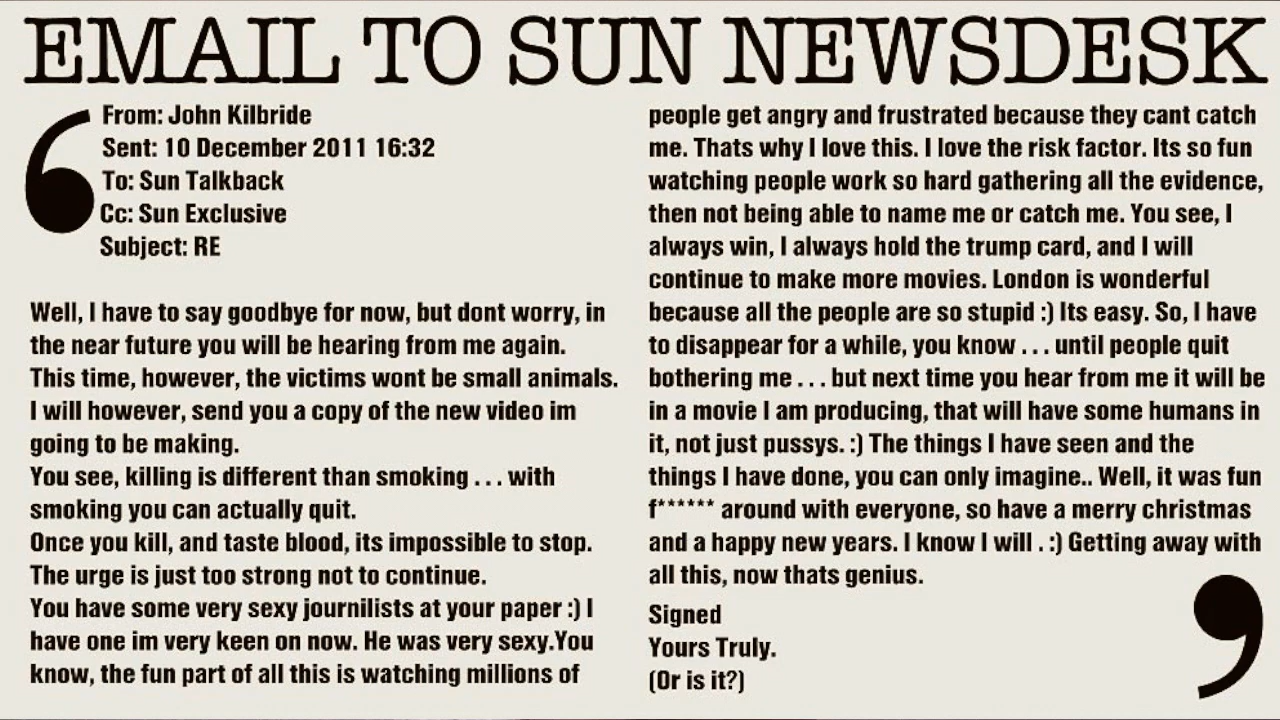 EMAIL TO SUN NEWSDESK
From: John Kilbride
Sent: 10 December 2011 16:32
To: Sun Talkback
Cc: Sun Exclusive
Subject: RE
Well, I have to say goodbye for now, but dont worry, in
the near future you will be hearing from me again.
This time, however, the victims wont be small animals.
I will however, send you a copy of the new video im
going to be making.
You see, killing is different than smoking . . . with
smoking you can actually quit.
Once you kill, and taste blood, its impossible to stop.
The urge is just too strong not to continue.
You have some very sexy journilists at your paper :) I
have one im very keen on now. He was very sexy.You
know, the fun part of all this is watching millions of
people get angry and frustrated because they cant catch
me. Thats why I love this. I love the risk factor. Its so fun
watching people work so hard gathering all the evidence,
then not being able to name me or catch me. You see, I
always win, I always hold the trump card, and I will
continue to make more movies. London is wonderful
because all the people are so stupid :) Its easy. So, I have
to disappear for a while, you know . . . until people quit
bothering me . . . but next time you hear from me it will be
in a movie I am producing, that will have some humans in
it, not just pussys. :) The things I have seen and the
things I have done, you can only imagine.. Well, it was fun
f****** around with everyone, so have a merry christmas
and a happy new years. I know I will . :) Getting away with
all this, now thats genius.
Signed
Yours Truly.
(Or is it?)